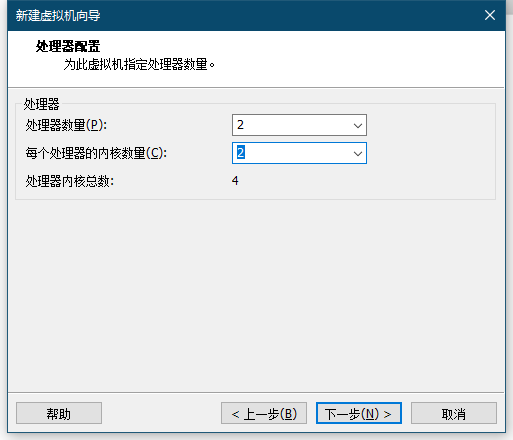 新建虚拟机向导
处理器配置
为此虚拟机指定处理器数量。
处理器
处理器数量(P): 2
每个处理器的内核数量(C): 2
处理器内核总数: 4
帮助 < 上一步(B) 下一步(N) > 取消